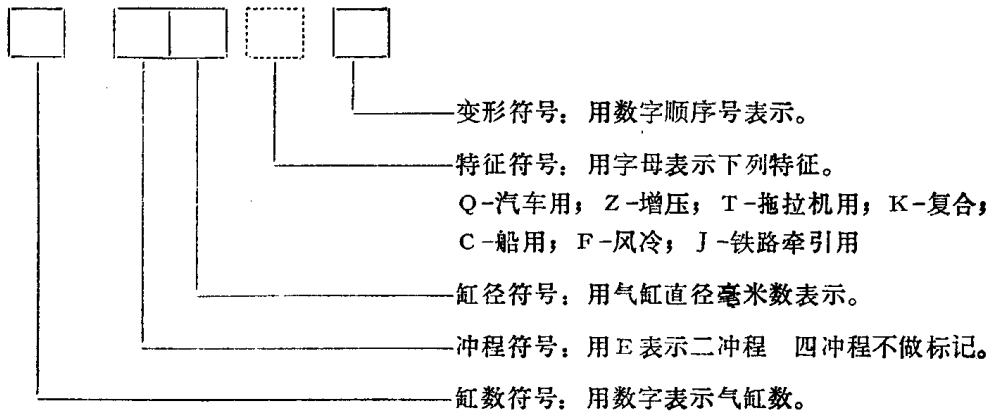 变形符号：用数字顺序号表示。
特征符号：用字母表示下列特征。
Q-汽车用；Z-增压；T-拖拉机用；K-复合；
C-船用；F-风冷；J-铁路牵引用
缸径符号：用气缸直径毫米数表示。
冲程符号：用E表示二冲程 四冲程不做标记。
缸数符号：用数字表示气缸数。